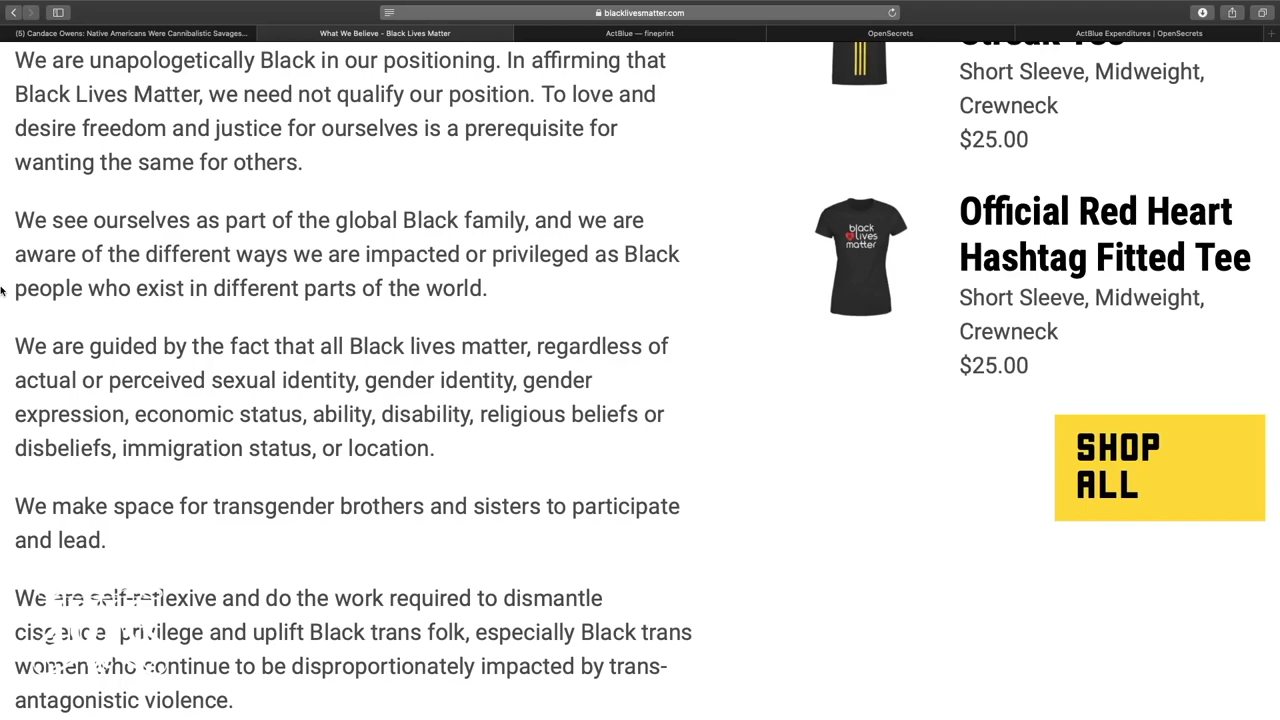 blacklivesmatter.com
(5) Candace Owens: Native Americans Were Cannibalistic Savages...
What We Believe - Black Lives Matter
ActBlue — fineprint
OpenSecrets
ActBlue Expenditures | OpenSecrets
We are unapologetically Black in our positioning. In affirming that
Black Lives Matter, we need not qualify our position. To love and
desire freedom and justice for ourselves is a prerequisite for
wanting the same for others.
We see ourselves as part of the global Black family, and we are
aware of the different ways we are impacted or privileged as Black
people who exist in different parts of the world.
We are guided by the fact that all Black lives matter, regardless of
actual or perceived sexual identity, gender identity, gender
expression, economic status, ability, disability, religious beliefs or
disbeliefs, immigration status, or location.
We make space for transgender brothers and sisters to participate
and lead.
We are self-reflexive and do the work required to dismantle
cisgender privilege and uplift Black trans folk, especially Black trans
women who continue to be disproportionately impacted by trans-
antagonistic violence.
Streak Tee
Short Sleeve, Midweight,
Crewneck
$25.00
black
lives
matter
Official Red Heart
Hashtag Fitted Tee
Short Sleeve, Midweight,
Crewneck
$25.00
SHOP
ALL